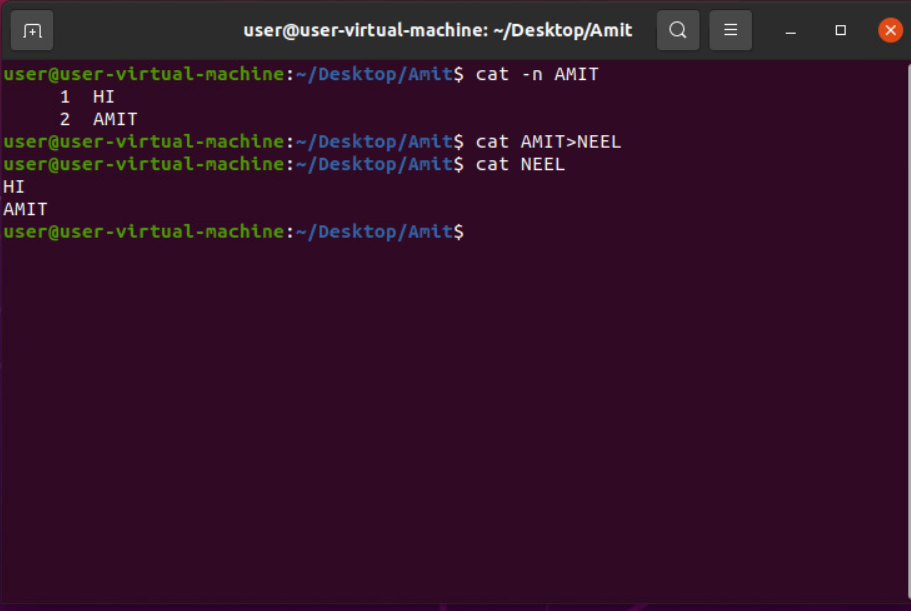 user@user-virtual-machine: ~/Desktop/Amit
user@user-virtual-machine:~/Desktop/Amit$ cat -n AMIT
     1  HI
     2  AMIT
user@user-virtual-machine:~/Desktop/Amit$ cat AMIT>NEEL
user@user-virtual-machine:~/Desktop/Amit$ cat NEEL
HI
AMIT
user@user-virtual-machine:~/Desktop/Amit$